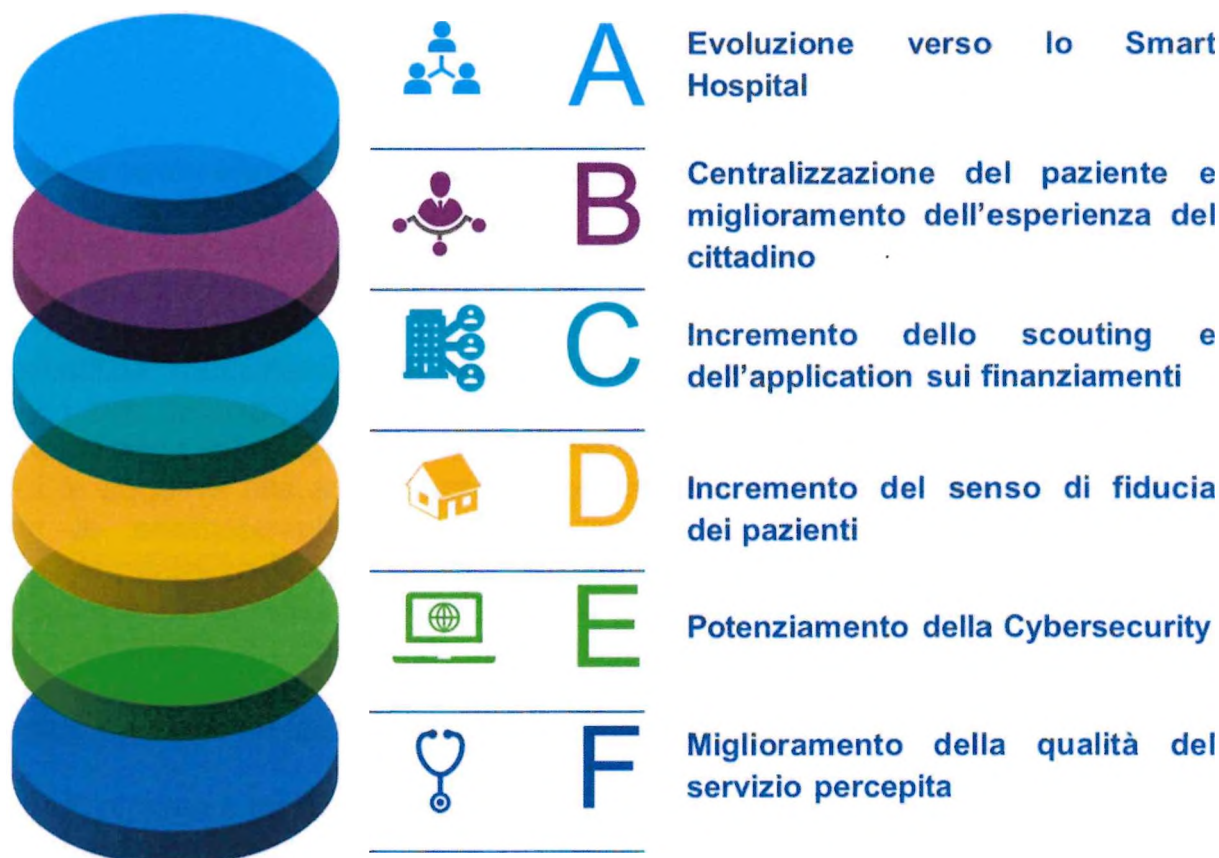 A
Evoluzione verso lo Smart
Hospital
B
Centralizzazione del paziente e
miglioramento dell'esperienza del
cittadino
C
Incremento dello scouting e
dell'application sui finanziamenti
D
Incremento del senso di fiducia
dei pazienti
E
Potenziamento della Cybersecurity
F
Miglioramento della qualità del
servizio percepita